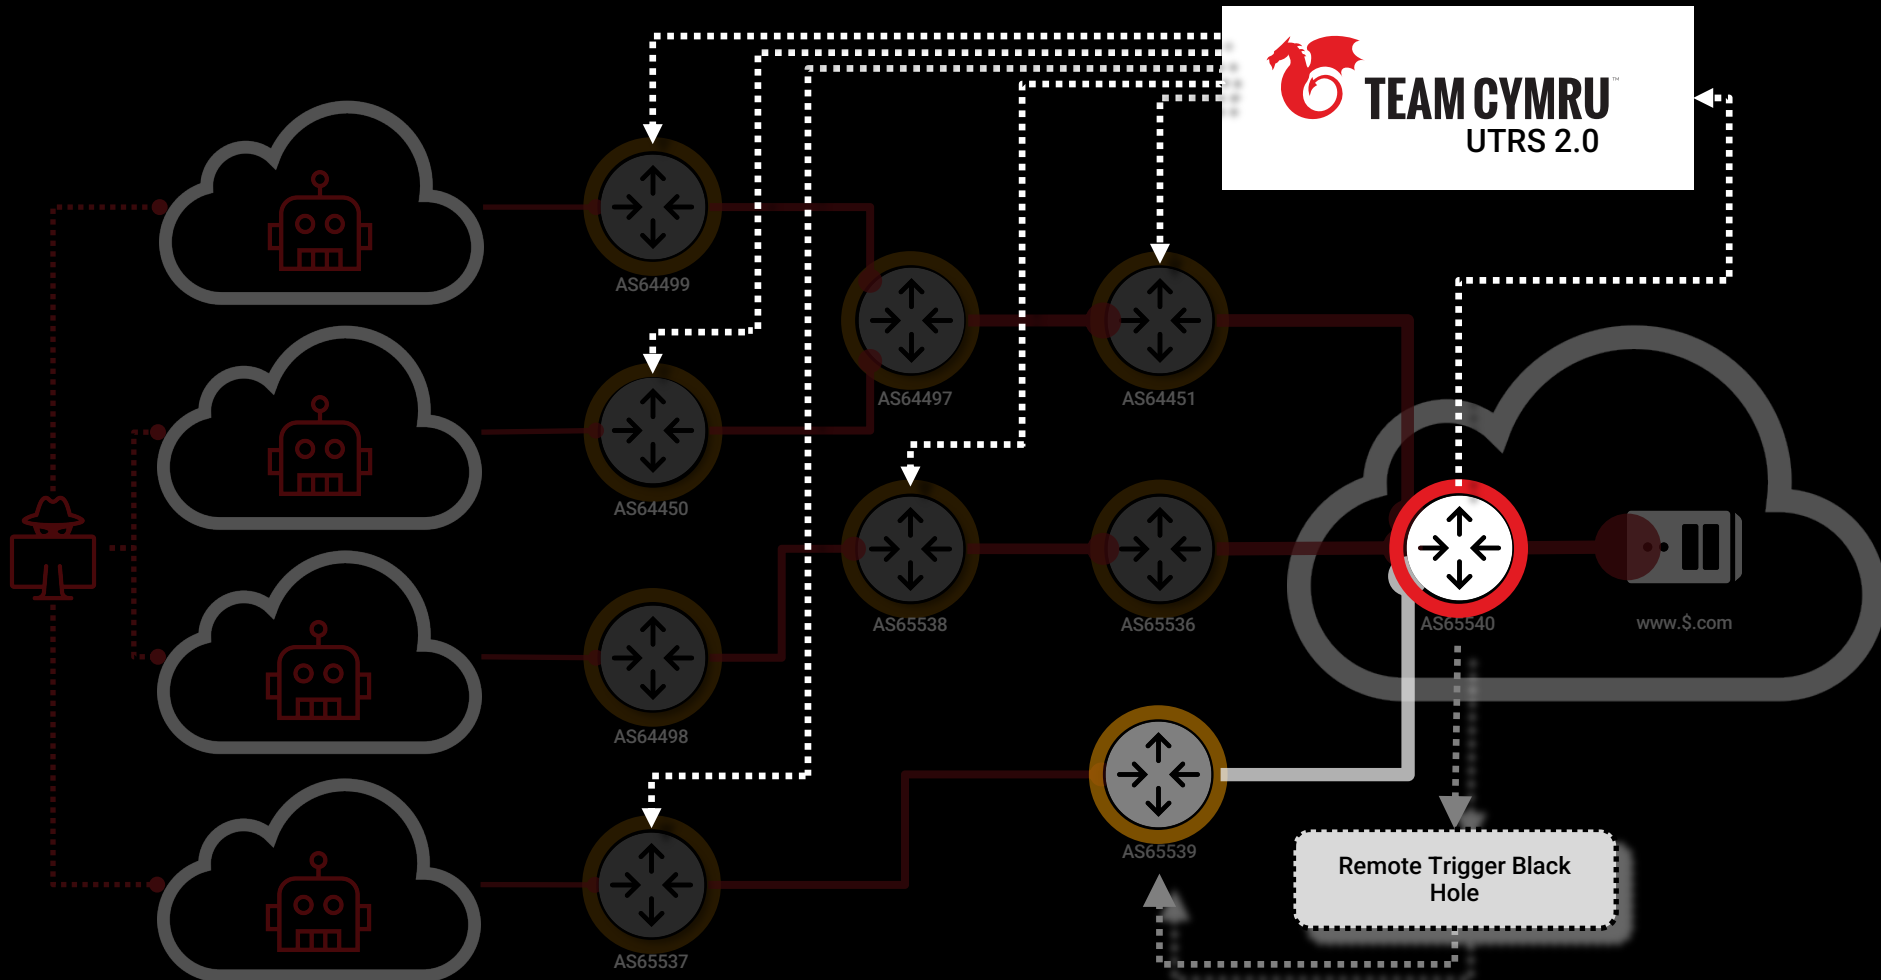 TEAM CYMRU™
UTRS 2.0
AS64499
AS64497
AS64451
AS64450
AS65538
AS65536
AS65540
www.$.com
AS64498
AS65539
Remote Trigger Black
Hole
AS65537